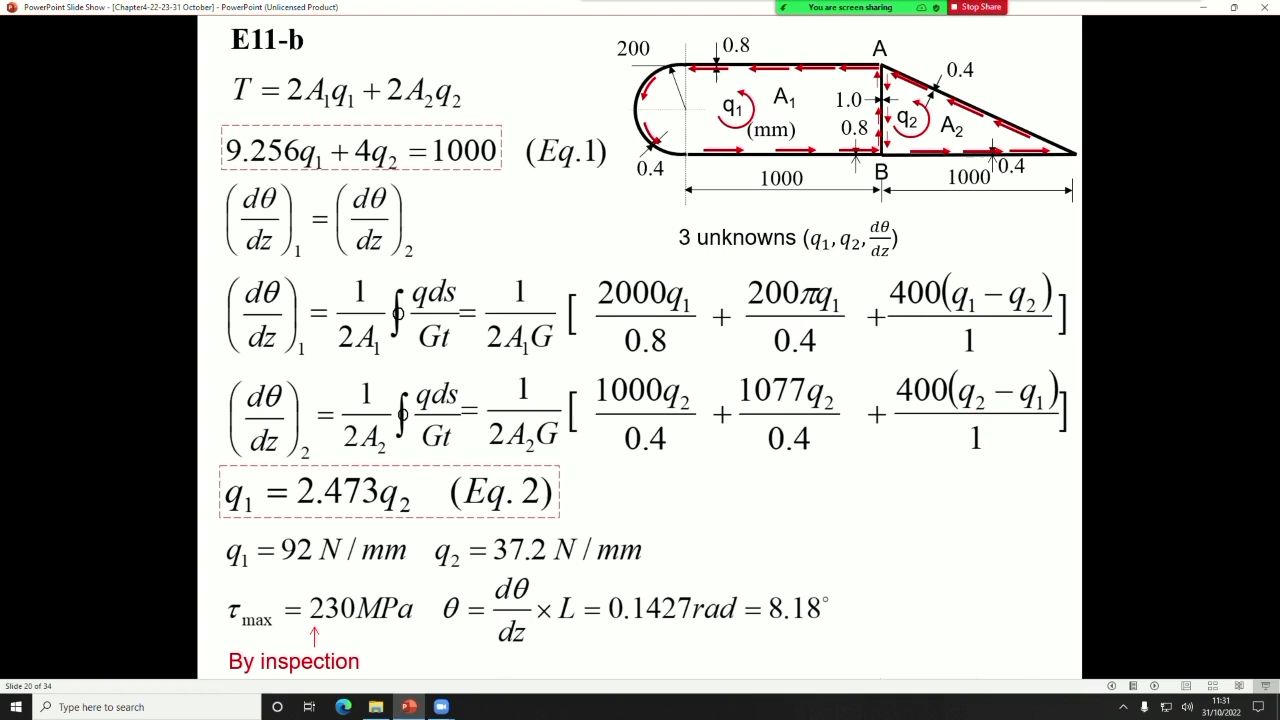 PowerPoint Slide Show - [Chapter4-22-23-31 October] - PowerPoint (Unlicensed Product)
You are screen sharing
Stop Share
E11-b
T = 2A₁q₁ + 2A₂q₂
9.256q₁ + 4q₂ = 1000 (Eq.1)
(dθ/dz)₁ = (dθ/dz)₂
200
0.8
A
0.4
q₁
A₁
1.0
q₂
A₂
(mm)
0.8
0.4
B
0.4
1000
1000
3 unknowns (q₁, q₂, dθ/dz)
(dθ/dz)₁ = 1/2A₁ ∮ qds/Gt = 1/2A₁G [ 2000q₁/0.8 + 200πq₁/0.4 + 400(q₁ − q₂)/1 ]
(dθ/dz)₂ = 1/2A₂ ∮ qds/Gt = 1/2A₂G [ 1000q₂/0.4 + 1077q₂/0.4 + 400(q₂ − q₁)/1 ]
q₁ = 2.473q₂ (Eq. 2)
q₁ = 92 N / mm q₂ = 37.2 N / mm
τmax = 230MPa θ = dθ/dz × L = 0.1427rad = 8.18°
By inspection
Slide 20 of 34
Type here to search
11:31
31/10/2022